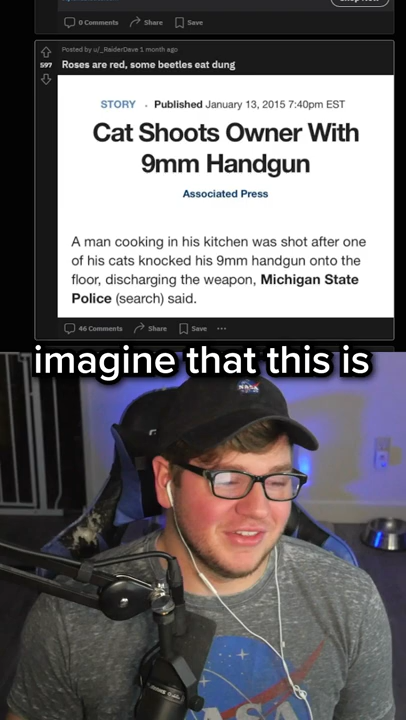 0 Comments Share Save
Posted by u/_RaiderDave 1 month ago
597
Roses are red, some beetles eat dung
STORY · Published January 13, 2015 7:40pm EST
Cat Shoots Owner With
9mm Handgun
Associated Press
A man cooking in his kitchen was shot after one
of his cats knocked his 9mm handgun onto the
floor, discharging the weapon, Michigan State
Police (search) said.
46 Comments Share Save ...
imagine that this is
NASA
NASA